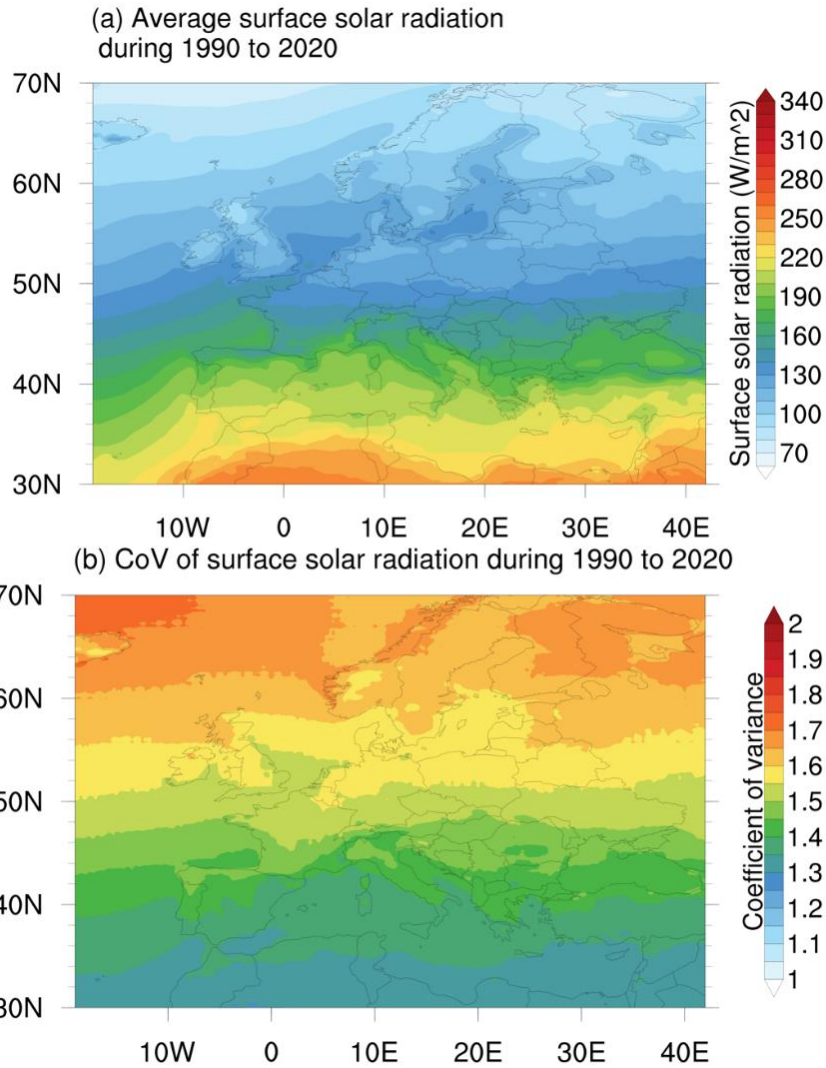 (a) Average surface solar radiation
during 1990 to 2020
70N
60N
50N
40N
30N
10W 0 10E 20E 30E 40E
Surface solar radiation (W/m^2)
340
310
280
250
220
190
160
130
100
70
(b) CoV of surface solar radiation during 1990 to 2020
70N
60N
50N
40N
30N
10W 0 10E 20E 30E 40E
Coefficient of variance
2
1.9
1.8
1.7
1.6
1.5
1.4
1.3
1.2
1.1
1